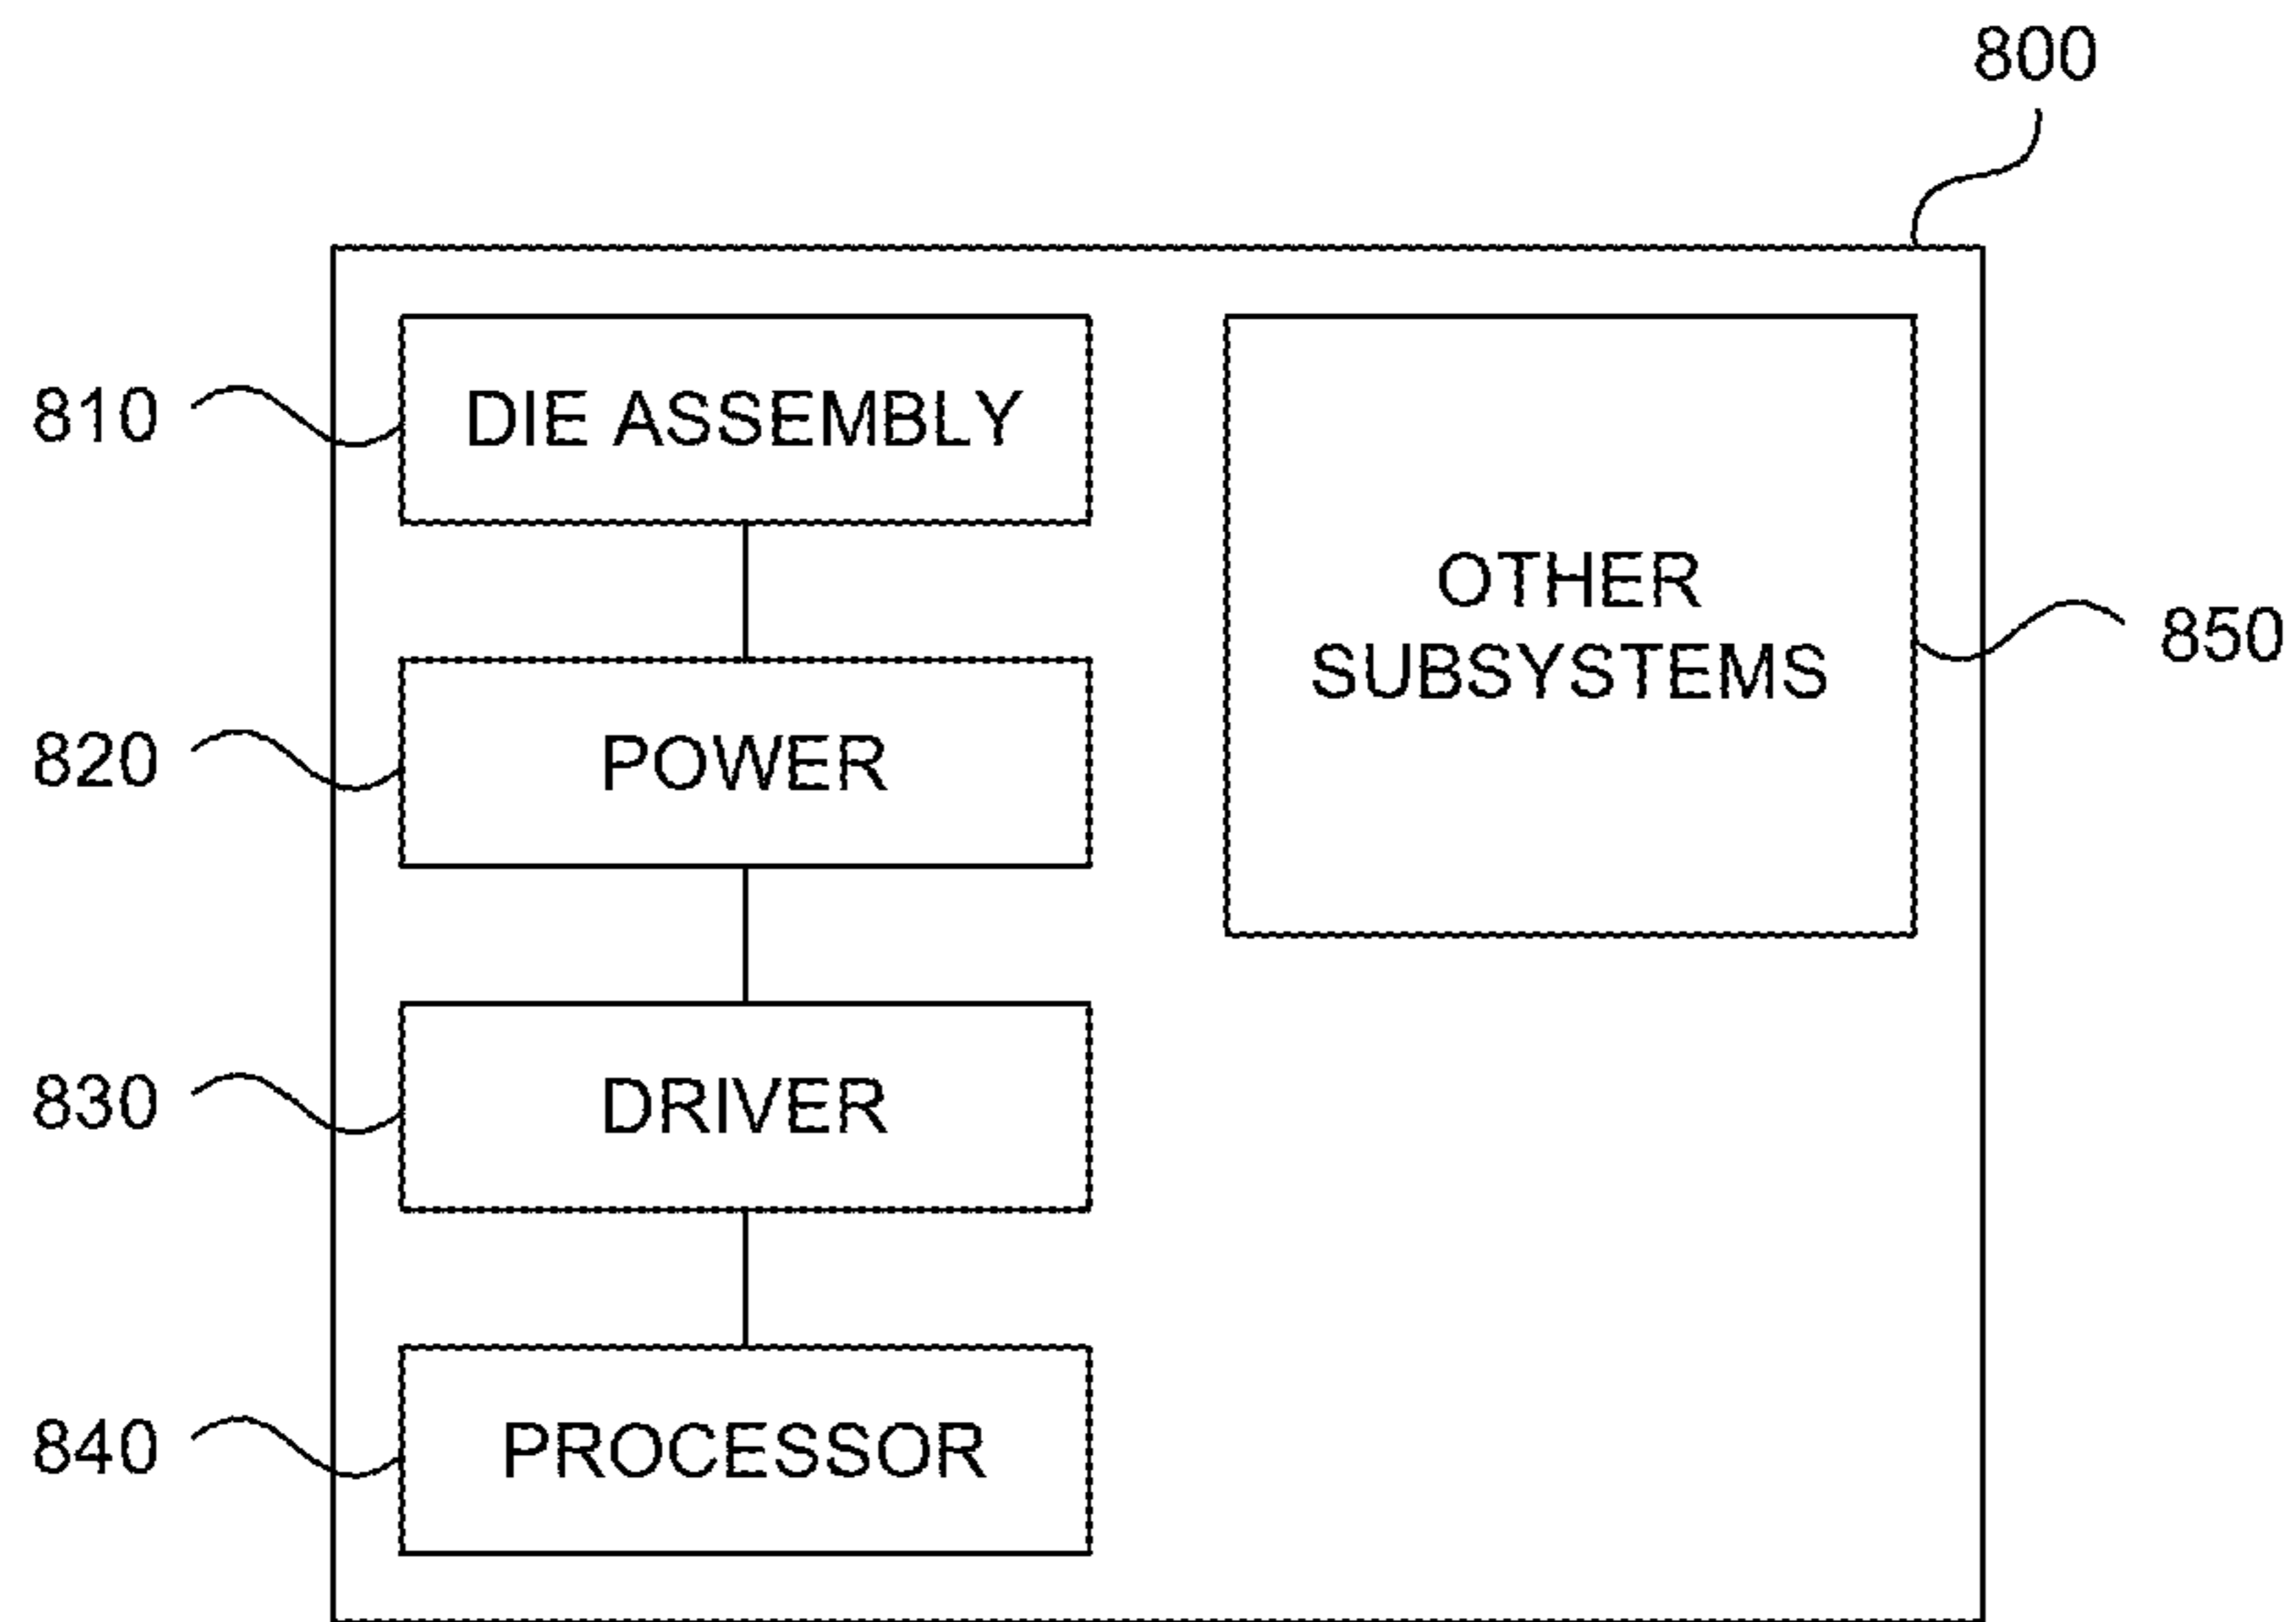 800
810
DIE ASSEMBLY
OTHER
SUBSYSTEMS
850
820
POWER
830
DRIVER
840
PROCESSOR